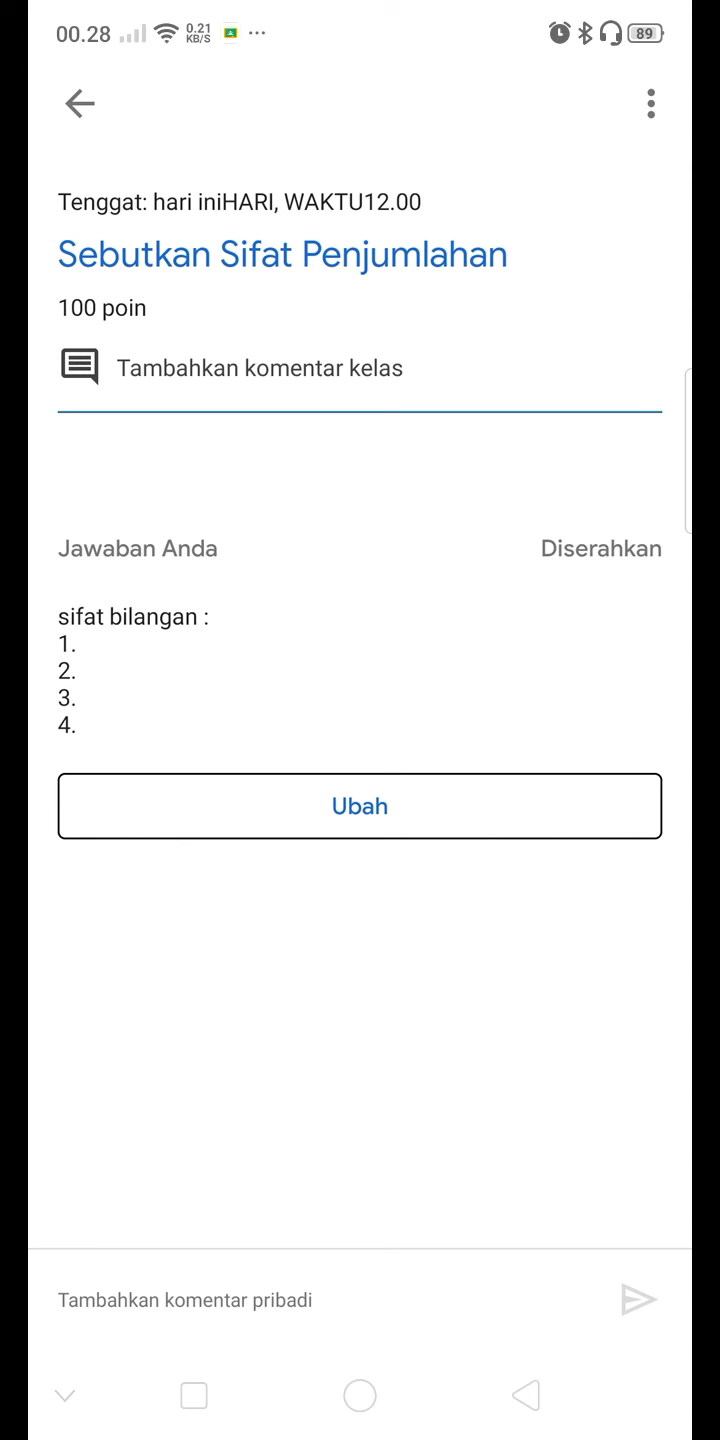 00.28 0.21 KB/S ... 89
Tenggat: hari iniHARI, WAKTU12.00
Sebutkan Sifat Penjumlahan
100 poin
Tambahkan komentar kelas
Jawaban Anda Diserahkan
sifat bilangan :
1.
2.
3.
4.
Ubah
Tambahkan komentar pribadi